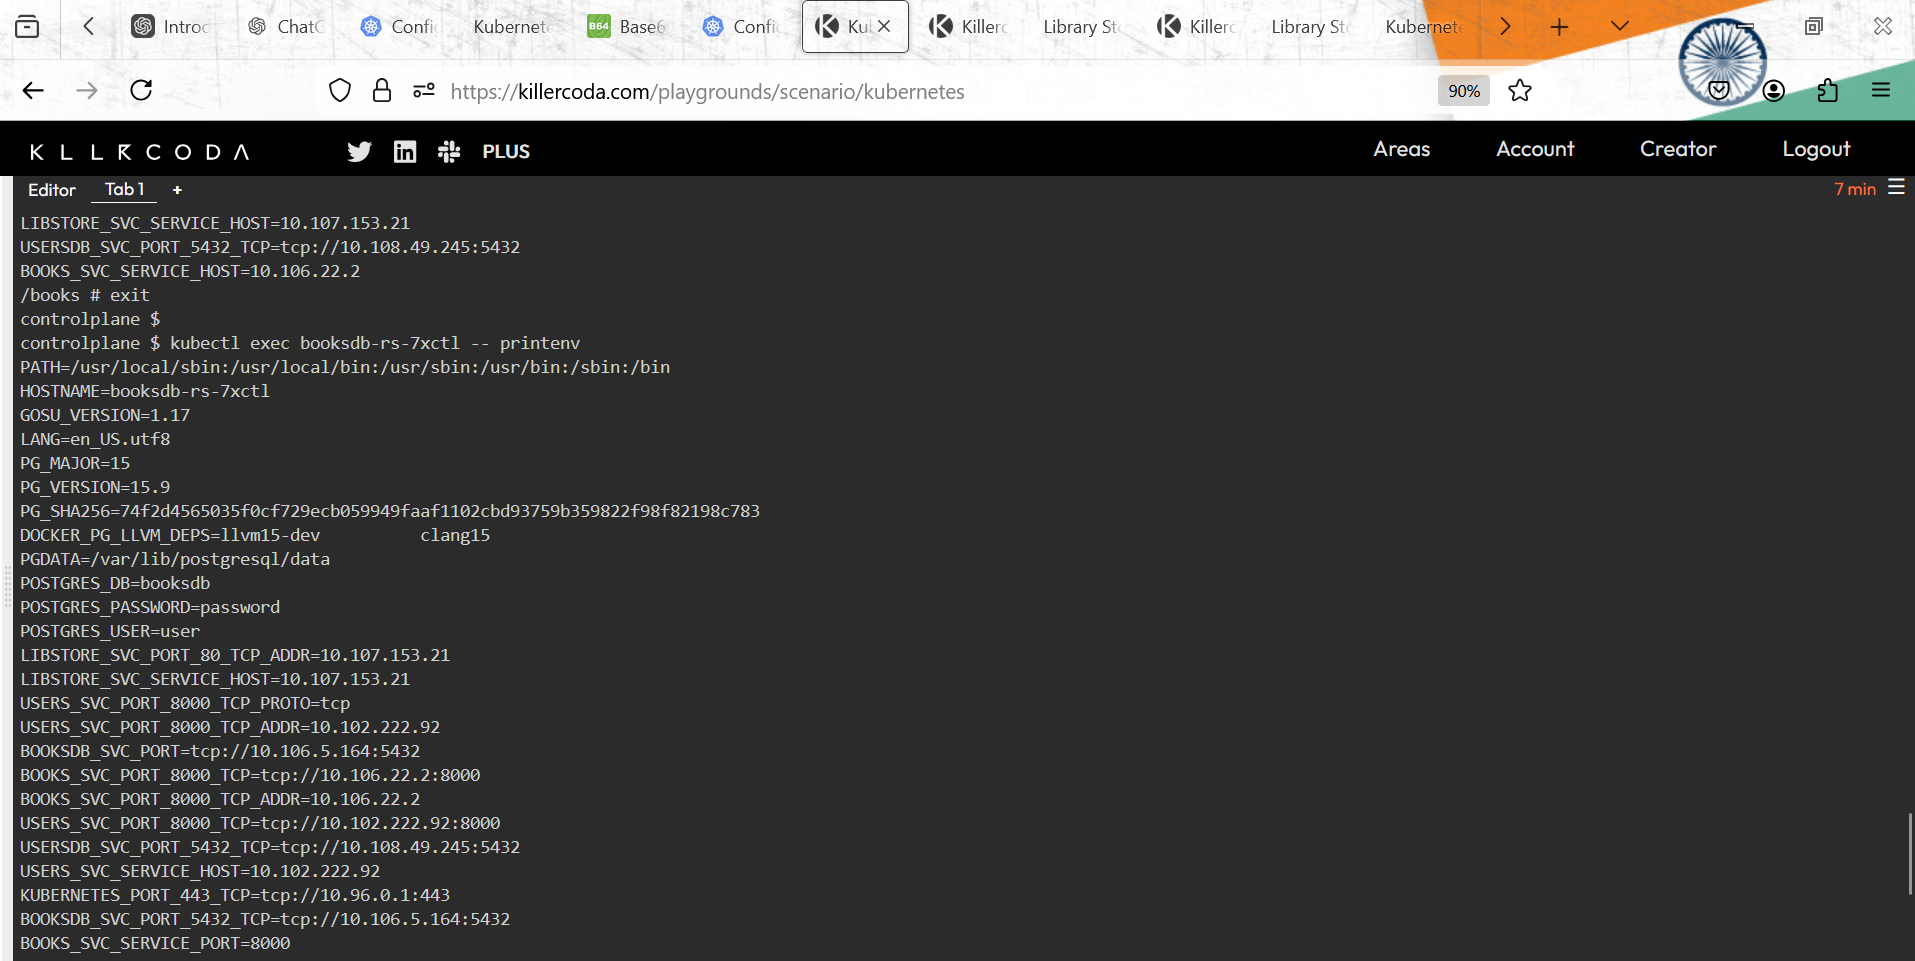 Introd
ChatG
Config
Kubernete
B64 Base6
Config
Ku
Killerc
Library Sto
Killerc
Library Sto
Kubernete
https://killercoda.com/playgrounds/scenario/kubernetes
90%
KLLRCODA
PLUS
Areas
Account
Creator
Logout
Editor
Tab 1
+
7 min
LIBSTORE_SVC_SERVICE_HOST=10.107.153.21
USERSDB_SVC_PORT_5432_TCP=tcp://10.108.49.245:5432
BOOKS_SVC_SERVICE_HOST=10.106.22.2
/books # exit
controlplane $
controlplane $ kubectl exec booksdb-rs-7xctl -- printenv
PATH=/usr/local/sbin:/usr/local/bin:/usr/sbin:/usr/bin:/sbin:/bin
HOSTNAME=booksdb-rs-7xctl
GOSU_VERSION=1.17
LANG=en_US.utf8
PG_MAJOR=15
PG_VERSION=15.9
PG_SHA256=74f2d4565035f0cf729ecb059949faaf1102cbd93759b359822f98f82198c783
DOCKER_PG_LLVM_DEPS=llvm15-dev          clang15
PGDATA=/var/lib/postgresql/data
POSTGRES_DB=booksdb
POSTGRES_PASSWORD=password
POSTGRES_USER=user
LIBSTORE_SVC_PORT_80_TCP_ADDR=10.107.153.21
LIBSTORE_SVC_SERVICE_HOST=10.107.153.21
USERS_SVC_PORT_8000_TCP_PROTO=tcp
USERS_SVC_PORT_8000_TCP_ADDR=10.102.222.92
BOOKSDB_SVC_PORT=tcp://10.106.5.164:5432
BOOKS_SVC_PORT_8000_TCP=tcp://10.106.22.2:8000
BOOKS_SVC_PORT_8000_TCP_ADDR=10.106.22.2
USERS_SVC_PORT_8000_TCP=tcp://10.102.222.92:8000
USERSDB_SVC_PORT_5432_TCP=tcp://10.108.49.245:5432
USERS_SVC_SERVICE_HOST=10.102.222.92
KUBERNETES_PORT_443_TCP=tcp://10.96.0.1:443
BOOKSDB_SVC_PORT_5432_TCP=tcp://10.106.5.164:5432
BOOKS_SVC_SERVICE_PORT=8000